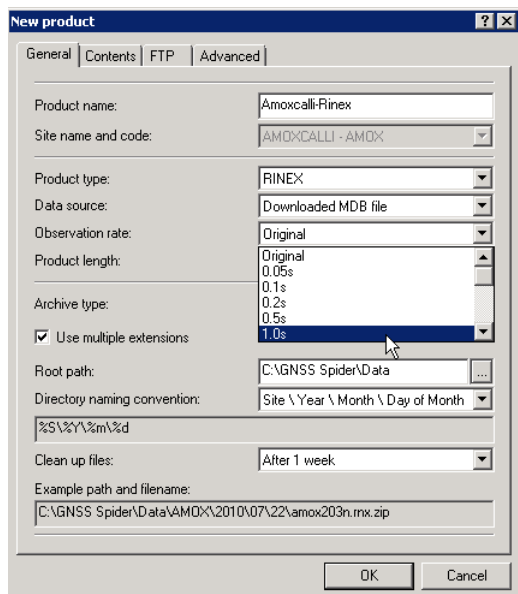 New product
General Contents FTP Advanced
Product name: Amoxcalli-Rinex
Site name and code: AMOXCALLI - AMOX
Product type: RINEX
Data source: Downloaded MDB file
Observation rate: Original
Product length: Original
0.05s
0.1s
0.2s
Archive type: 0.5s
Use multiple extensions 1.0s
Root path: C:\GNSS Spider\Data ...
Directory naming convention: Site \ Year \ Month \ Day of Month
%S\%Y\%m\%d
Clean up files: After 1 week
Example path and filename:
C:\GNSS Spider\Data\AMOX\2010\07\22\amox203n.rnx.zip
OK Cancel